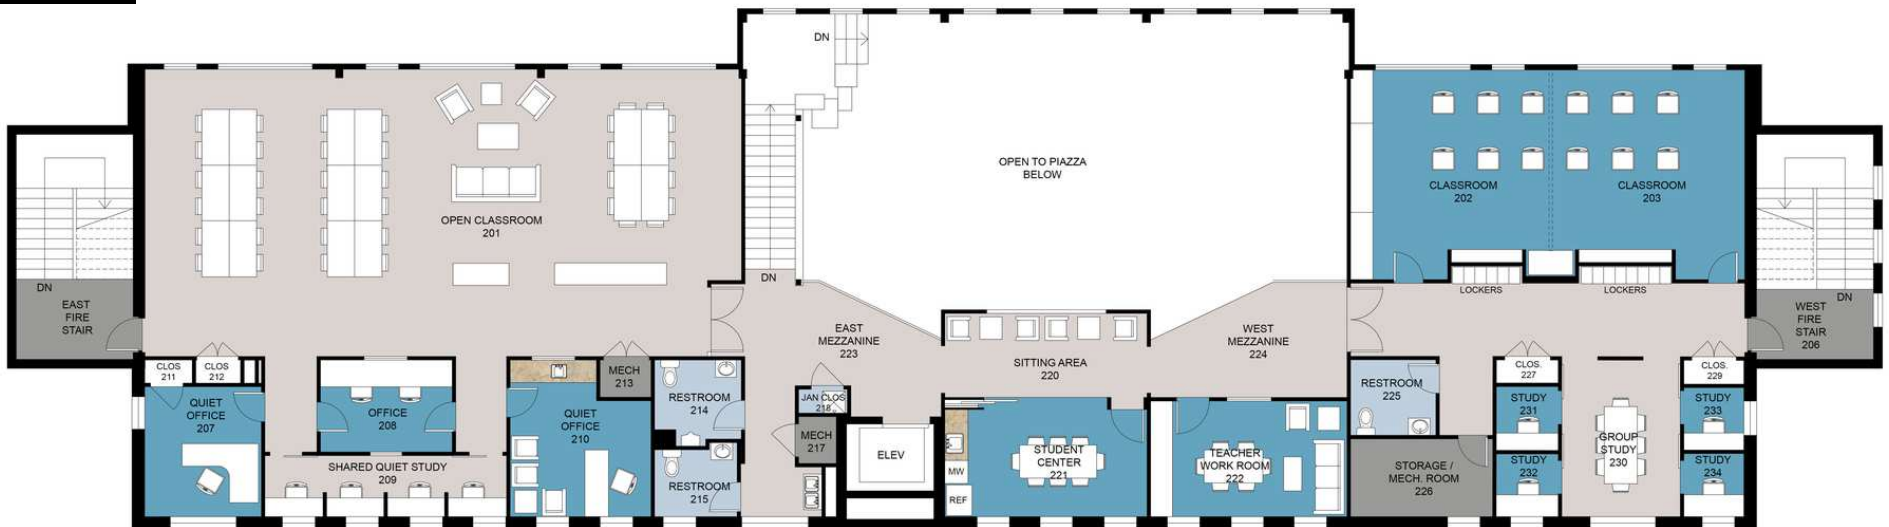 DN
OPEN TO PIAZZA
BELOW
OPEN CLASSROOM
201
CLASSROOM
202
CLASSROOM
203
DN
EAST
FIRE
STAIR
DN
LOCKERS
LOCKERS
DN
WEST
FIRE
STAIR
206
EAST
MEZZANINE
223
WEST
MEZZANINE
224
SITTING AREA
220
CLOS
211
CLOS
212
MECH
213
CLOS.
227
CLOS.
229
QUIET
OFFICE
207
OFFICE
208
QUIET
OFFICE
210
RESTROOM
214
JAN CLOS
218
RESTROOM
225
STUDY
231
STUDY
233
MECH
217
ELEV
STUDENT
CENTER
221
TEACHER
WORK ROOM
222
GROUP
STUDY
230
SHARED QUIET STUDY
209
RESTROOM
215
MW
REF
STORAGE /
MECH. ROOM
226
STUDY
232
STUDY
234